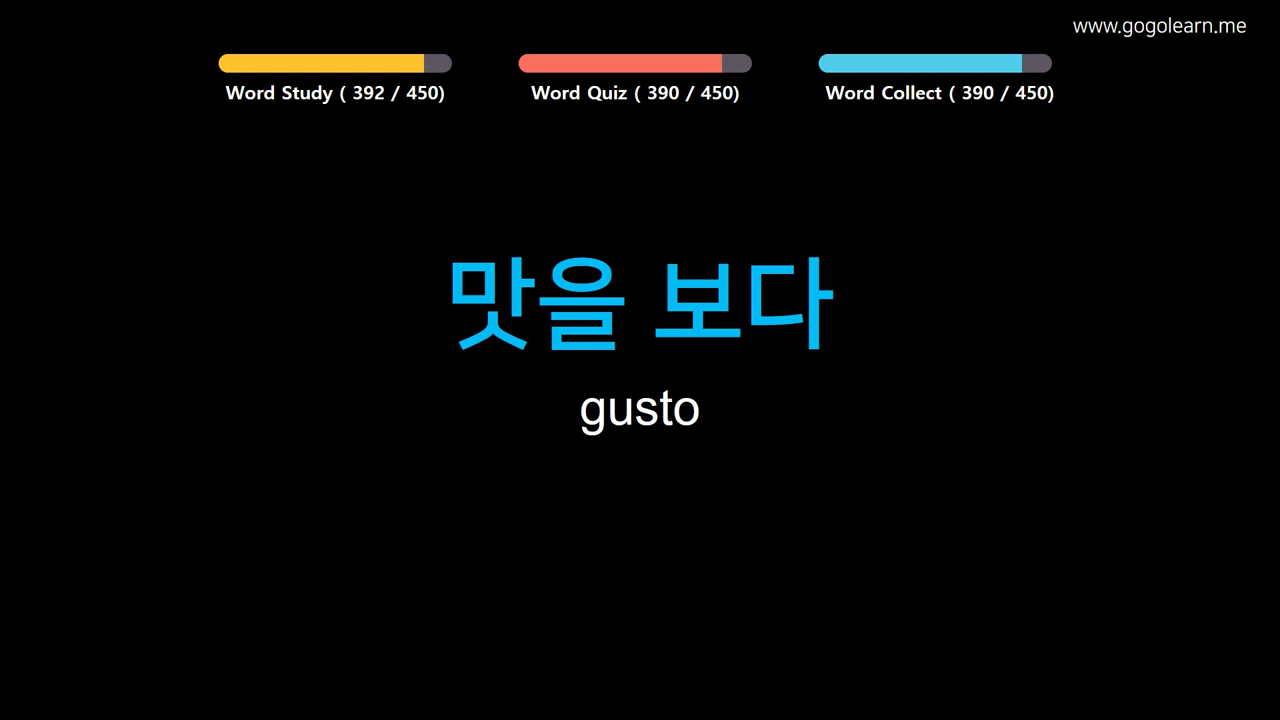 www.gogolearn.me
Word Study ( 392 / 450)
Word Quiz ( 390 / 450)
Word Collect ( 390 / 450)
맛을 보다
gusto